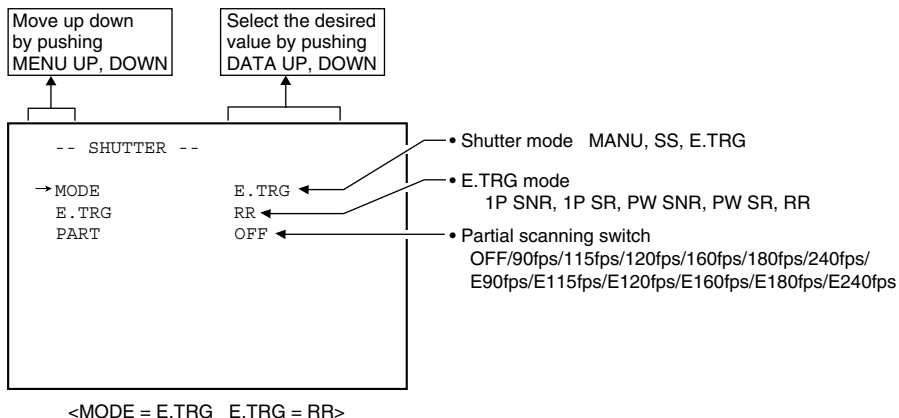 Move up down
by pushing
MENU UP, DOWN
Select the desired
value by pushing
DATA UP, DOWN
-- SHUTTER --
→MODE E.TRG
E.TRG RR
PART OFF
• Shutter mode MANU, SS, E.TRG
• E.TRG mode
1P SNR, 1P SR, PW SNR, PW SR, RR
• Partial scanning switch
OFF/90fps/115fps/120fps/160fps/180fps/240fps/
E90fps/E115fps/E120fps/E160fps/E180fps/E240fps
<MODE = E.TRG E.TRG = RR>